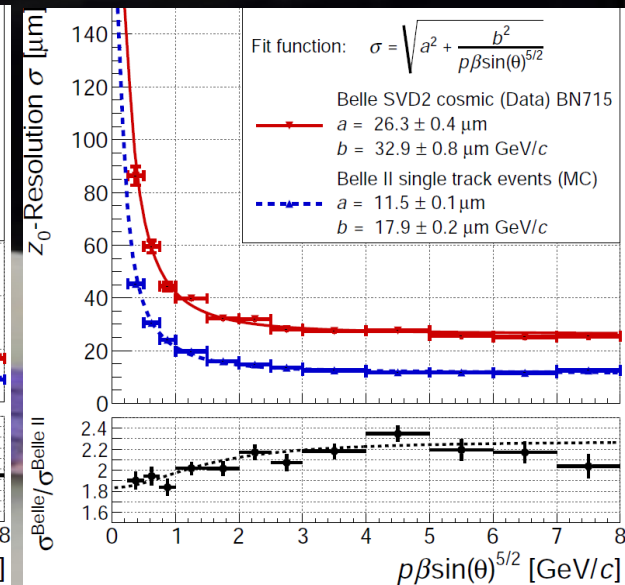 z₀-Resolution σ [μm]
140
120
100
80
60
40
20
0
Fit function: σ = √(a² + b² / pβsin(θ)^5/2)
Belle SVD2 cosmic (Data) BN715
a = 26.3 ± 0.4 μm
b = 32.9 ± 0.8 μm GeV/c
Belle II single track events (MC)
a = 11.5 ± 0.1 μm
b = 17.9 ± 0.2 μm GeV/c
σ^Belle/σ^Belle II
2.4
2.2
2
1.8
1.6
8
0 1 2 3 4 5 6 7 8
]
pβsin(θ)^5/2 [GeV/c]